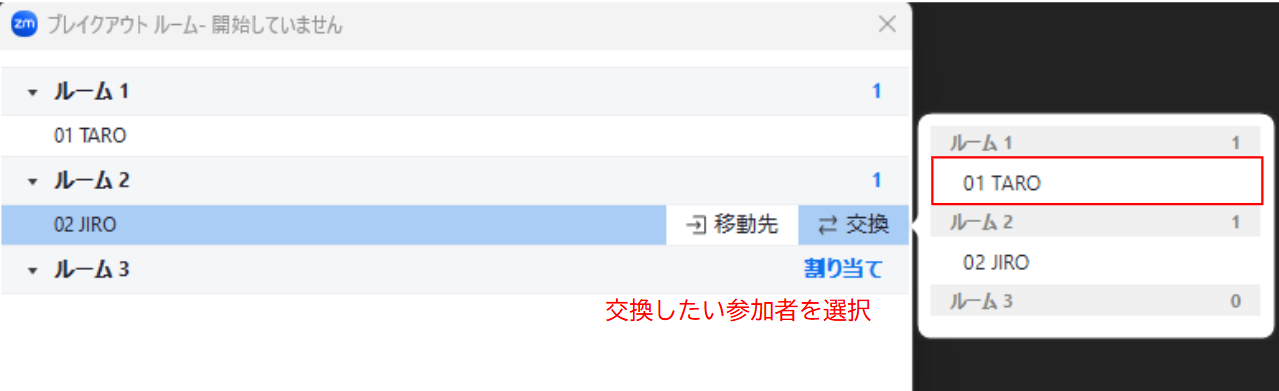 zm ブレイクアウト ルーム- 開始していません
ルーム 1 1
01 TARO
ルーム 2 1
02 JIRO 移動先 交換
ルーム 3 割り当て
交換したい参加者を選択
ルーム 1 1
01 TARO
ルーム 2 1
02 JIRO
ルーム 3 0